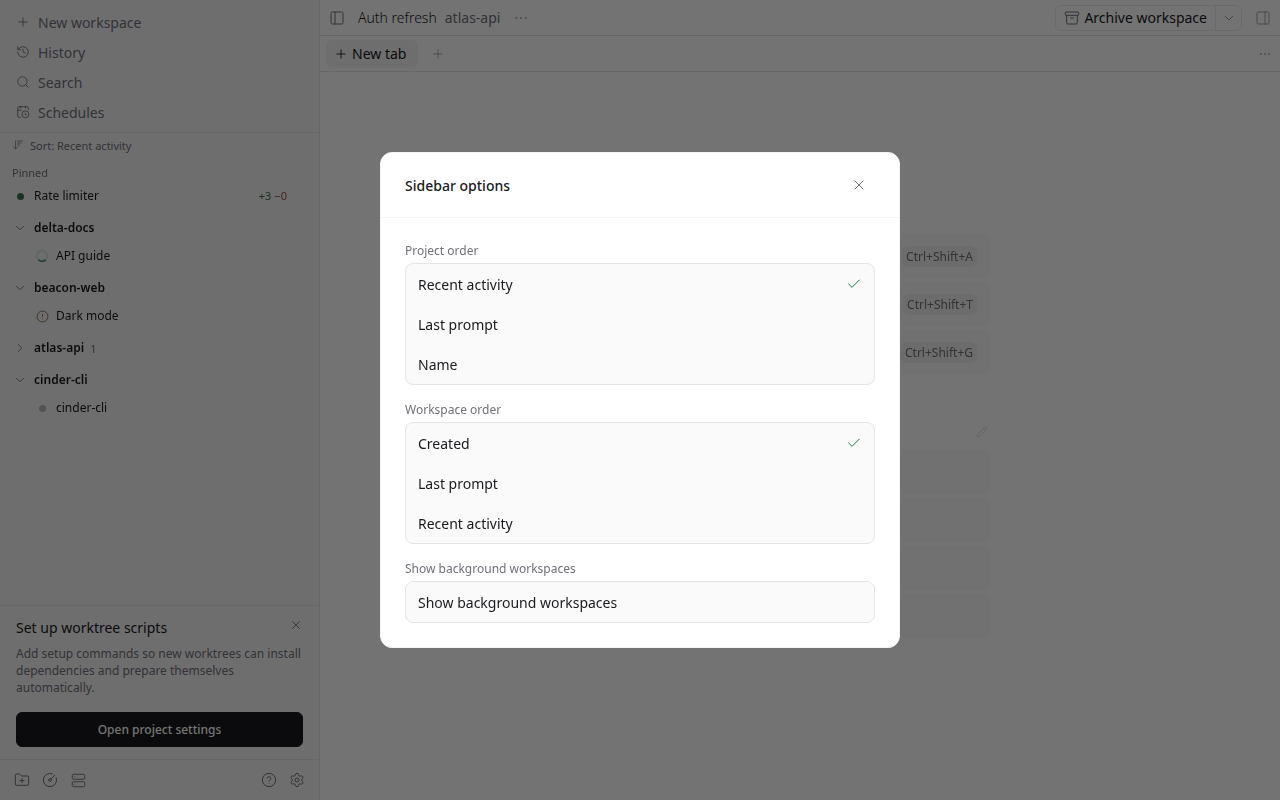 New workspace
History
Search
Schedules
Sort: Recent activity
Pinned
Rate limiter +3 −0
delta-docs
API guide
beacon-web
Dark mode
atlas-api 1
cinder-cli
cinder-cli
Set up worktree scripts
Add setup commands so new worktrees can install
dependencies and prepare themselves
automatically.
Open project settings
Auth refresh atlas-api
Archive workspace
New tab
Ctrl+Shift+A
Ctrl+Shift+T
Ctrl+Shift+G
Sidebar options
Project order
Recent activity
Last prompt
Name
Workspace order
Created
Last prompt
Recent activity
Show background workspaces
Show background workspaces